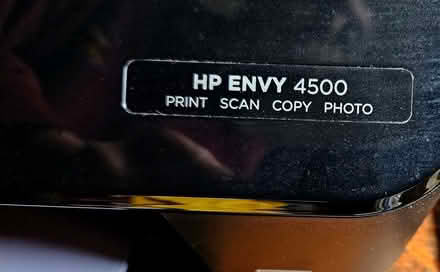 HP ENVY 4500
PRINT SCAN COPY PHOTO